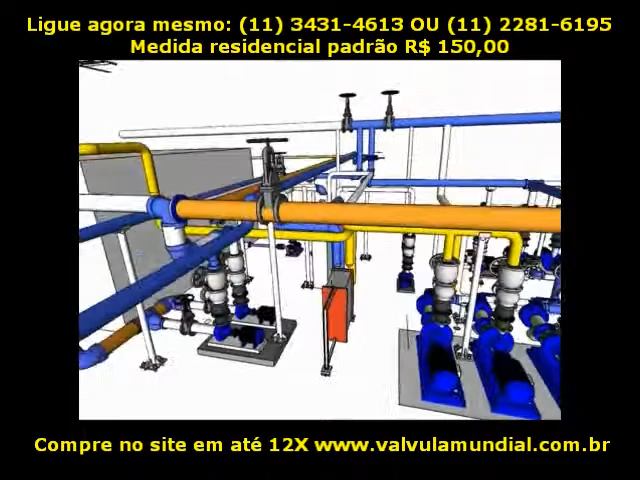 Ligue agora mesmo: (11) 3431-4613 OU (11) 2281-6195
Medida residencial padrão R$ 150,00
Compre no site em até 12X www.valvulamundial.com.br